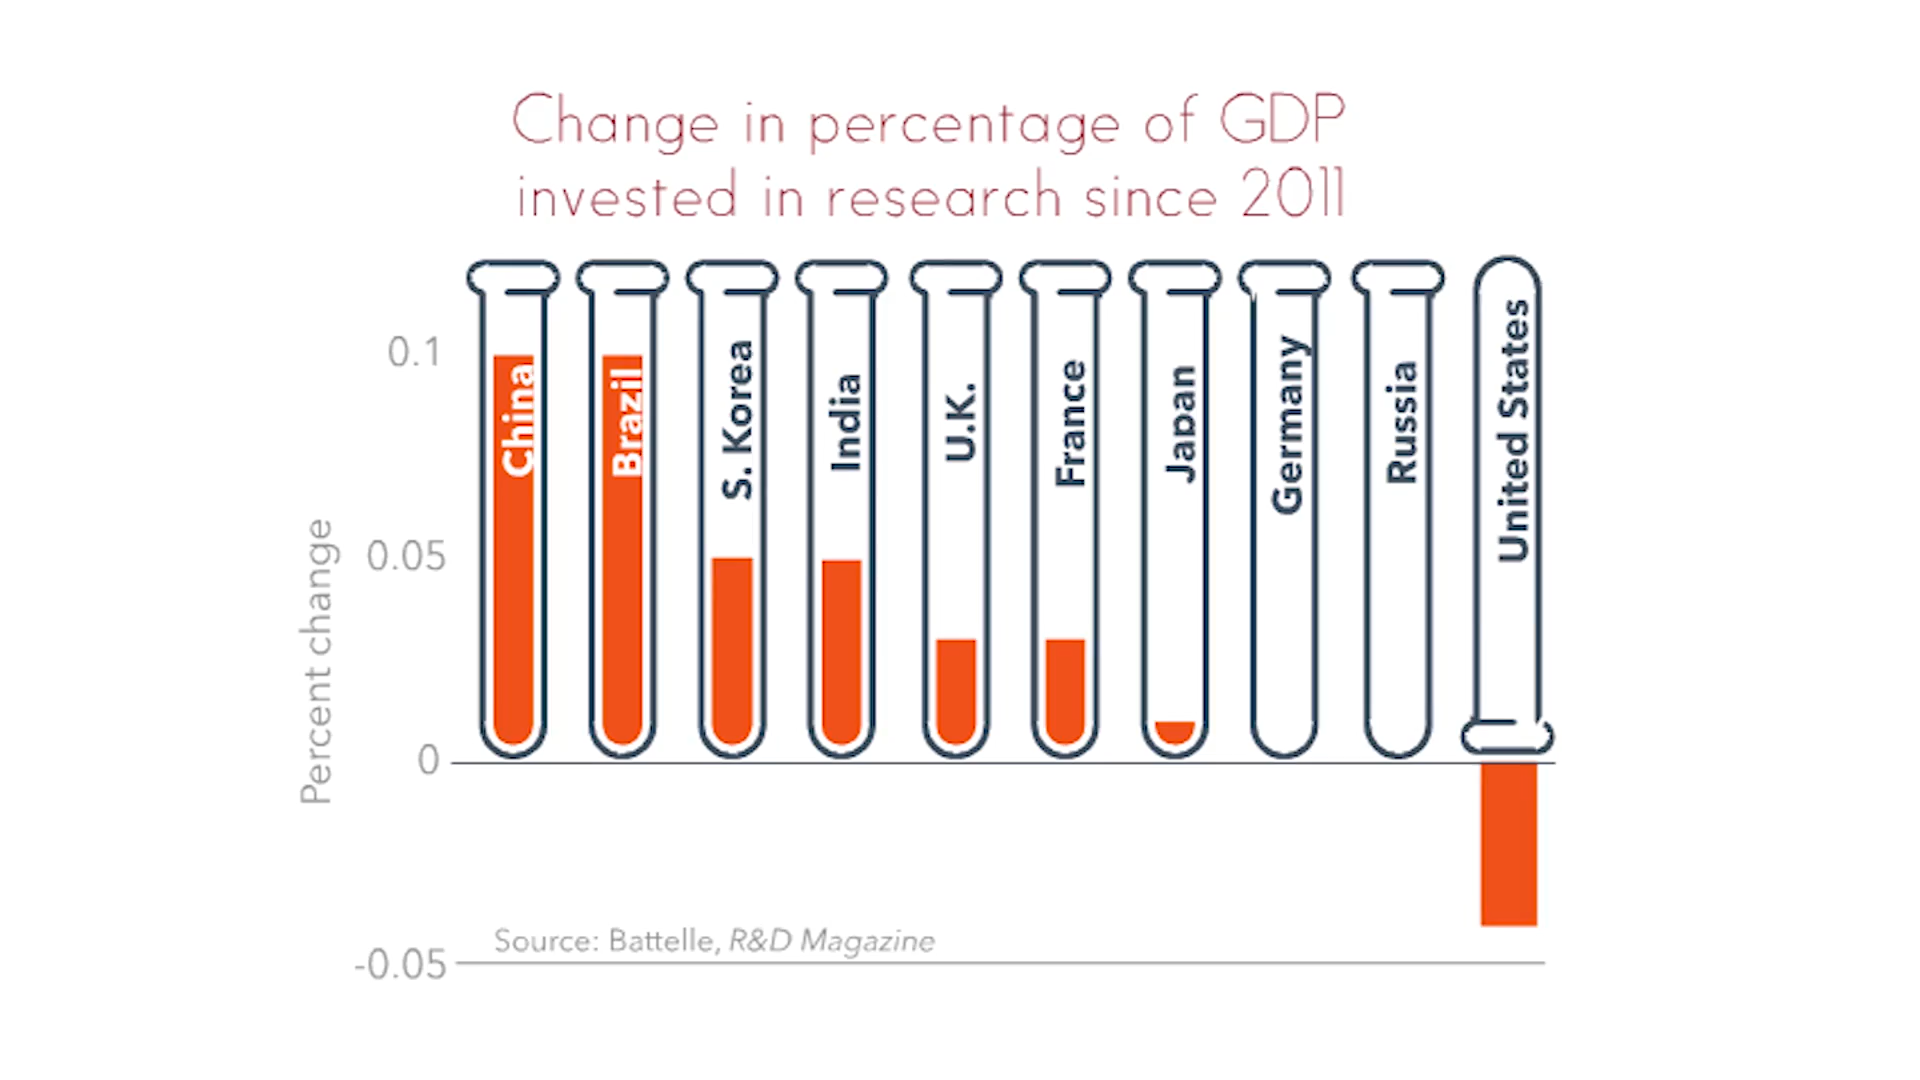 Change in percentage of GDP
invested in research since 2011
0.1
0.05
0
-0.05
Percent change
China
Brazil
S. Korea
India
U.K.
France
Japan
Germany
Russia
United States
Source: Battelle, R&D Magazine